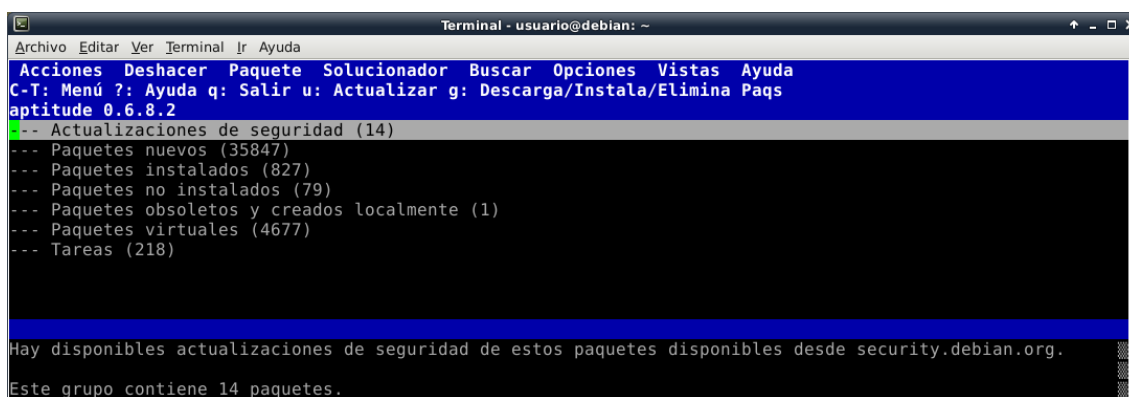 Terminal - usuario@debian: ~
Archivo Editar Ver Terminal Ir Ayuda
Acciones Deshacer Paquete Solucionador Buscar Opciones Vistas Ayuda
C-T: Menú ?: Ayuda q: Salir u: Actualizar g: Descarga/Instala/Elimina Paqs
aptitude 0.6.8.2
--- Actualizaciones de seguridad (14)
--- Paquetes nuevos (35847)
--- Paquetes instalados (827)
--- Paquetes no instalados (79)
--- Paquetes obsoletos y creados localmente (1)
--- Paquetes virtuales (4677)
--- Tareas (218)
Hay disponibles actualizaciones de seguridad de estos paquetes disponibles desde security.debian.org.
Este grupo contiene 14 paquetes.